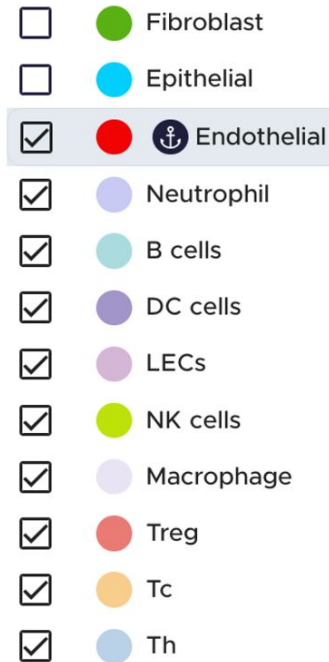 Fibroblast
Epithelial
Endothelial
Neutrophil
B cells
DC cells
LECs
NK cells
Macrophage
Treg
Tc
Th